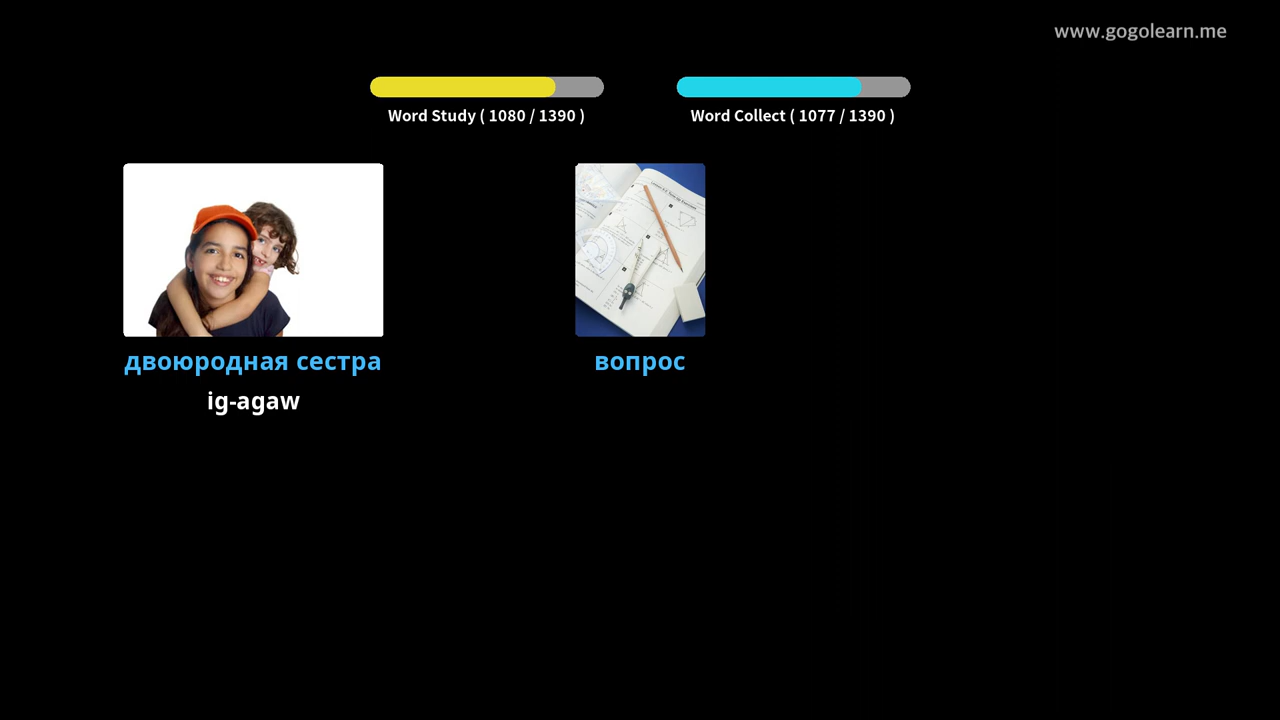 www.gogolearn.me
Word Study ( 1080 / 1390 )
Word Collect ( 1077 / 1390 )
двоюродная сестра
вопрос
ig-agaw